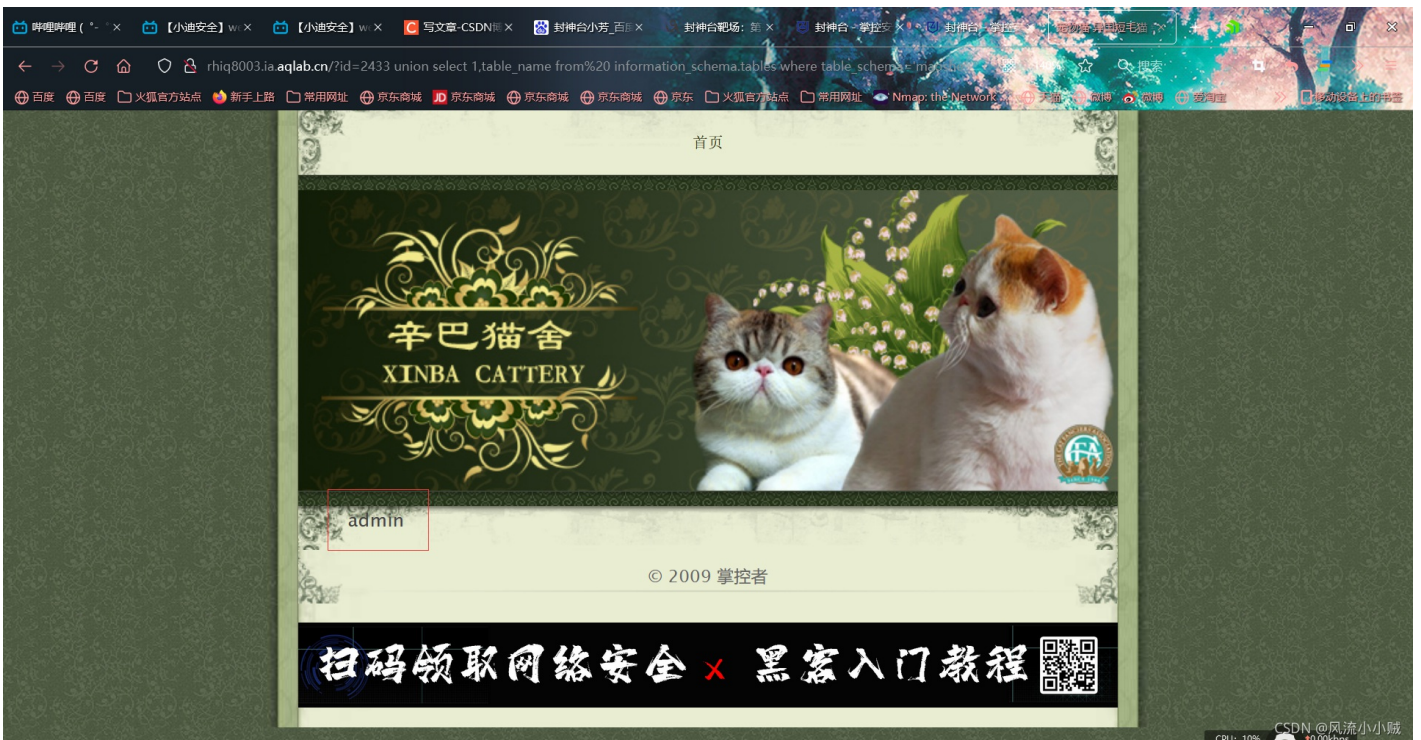 哔哩哔哩 ( ゜- ゜
【小迪安全】w
【小迪安全】w
写文章-CSDN
封神台小芳_百
封神台靶场：第
封神台 - 掌控安
封神台 - 掌控安
rhiq8003.ia.aqlab.cn/?id=2433 union select 1,table_name from%20 information_schema.tables where table_schema=
搜索
百度
百度
火狐官方站点
新手上路
常用网址
京东商城
京东商城
京东商城
京东商城
京东
火狐官方站点
常用网址
Nmap: the Network
天猫
微博
微博
爱淘宝
移动设备上的书签
首页
辛巴猫舍
XINBA CATTERY
admin
© 2009 掌控者
扫码领取网络安全 x 黑客入门教程
CSDN @风流小小贼
CPU: 10%